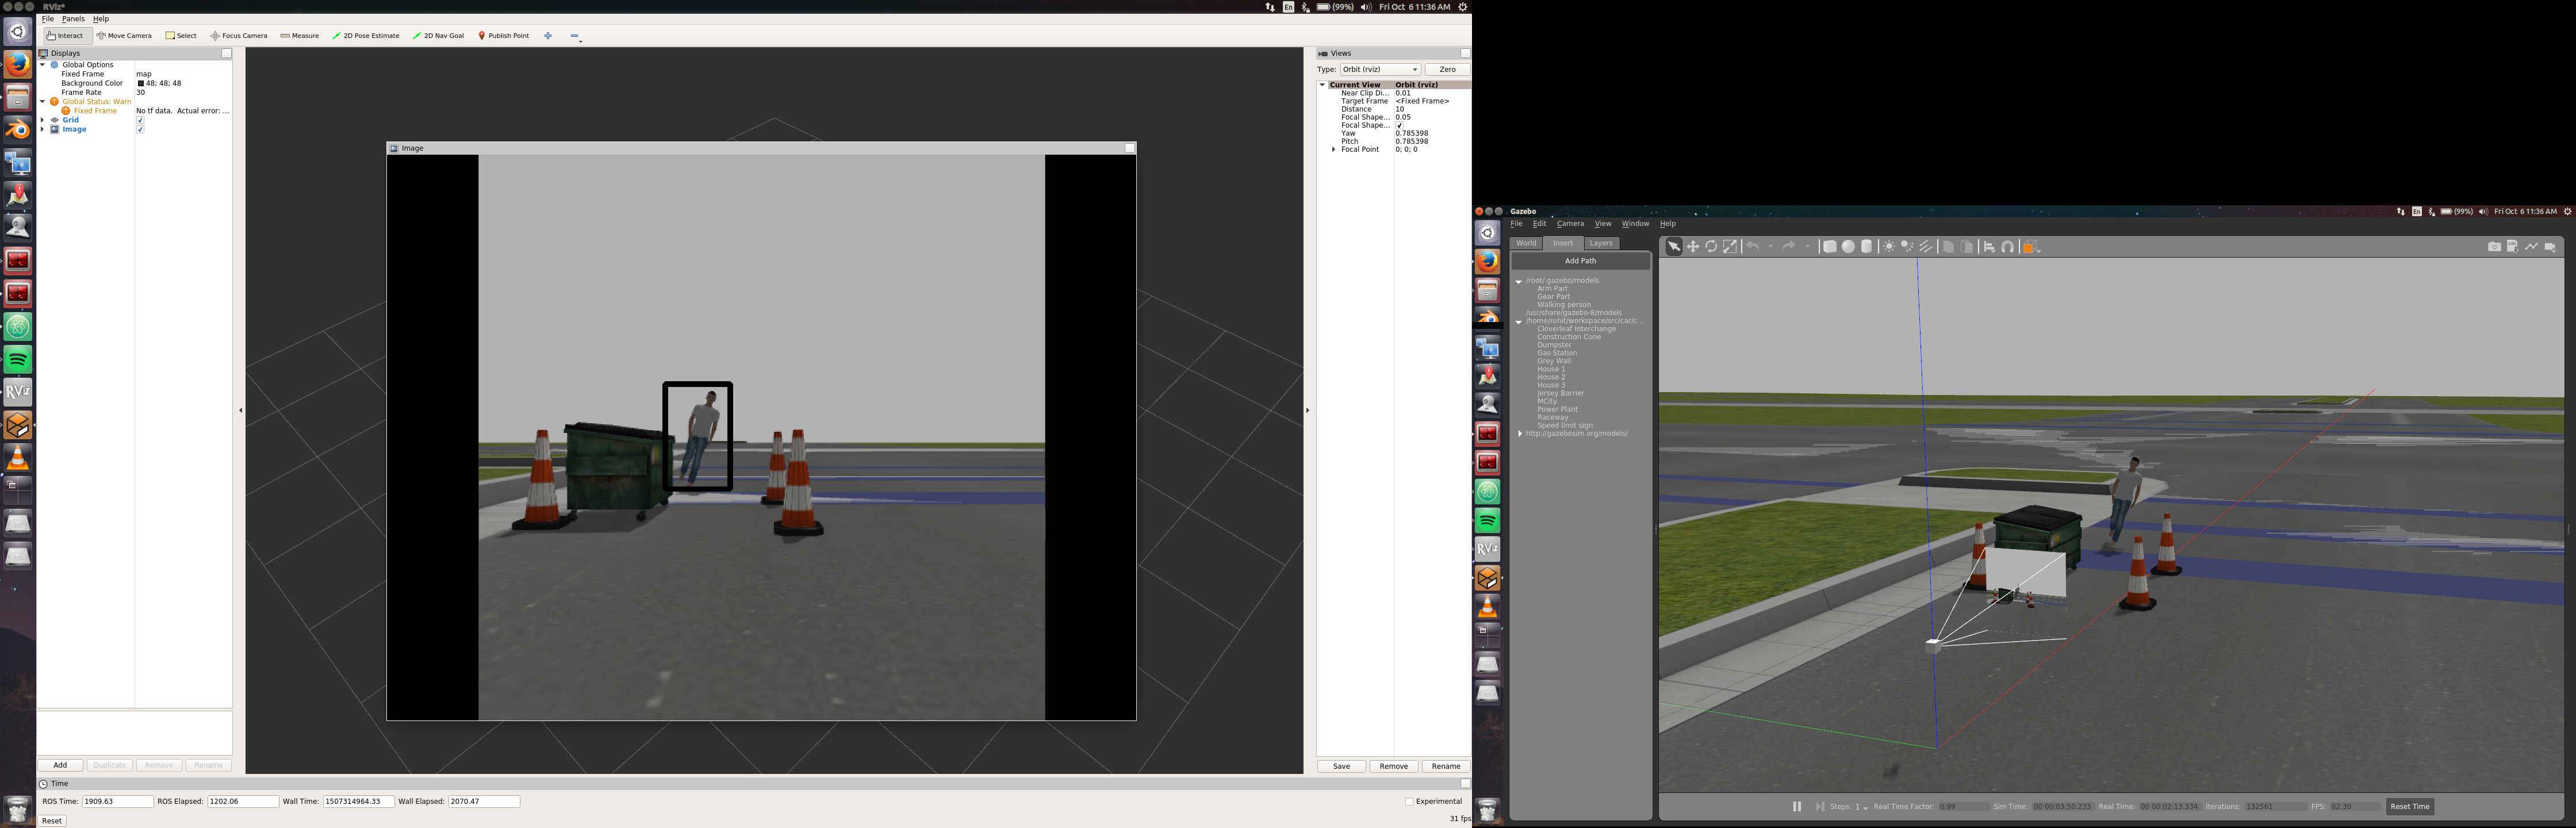 RViz*
En (99%) Fri Oct 6 11:36 AM
File Panels Help
Interact Move Camera Select Focus Camera Measure 2D Pose Estimate 2D Nav Goal Publish Point
Displays
Global Options
Fixed Frame map
Background Color 48; 48; 48
Frame Rate 30
Global Status: Warn
Fixed Frame No tf data. Actual error: ...
Grid
Image
Add Duplicate Remove Rename
Image
Views
Type: Orbit (rviz) Zero
Current View Orbit (rviz)
Near Clip Di... 0.01
Target Frame <Fixed Frame>
Distance 10
Focal Shape... 0.05
Focal Shape...
Yaw 0.785398
Pitch 0.785398
Focal Point 0; 0; 0
Save Remove Rename
Time
ROS Time: 1909.63 ROS Elapsed: 1202.06 Wall Time: 1507314964.33 Wall Elapsed: 2070.47 Experimental
Reset 31 fps
RViz
Gazebo
En (99%) Fri Oct 6 11:36 AM
File Edit Camera View Window Help
World Insert Layers
Add Path
/root/.gazebo/models
Arm Part
Gear Part
Walking person
/usr/share/gazebo-8/models
/home/rohit/workspace/src/car/c...
Cloverleaf Interchange
Construction Cone
Dumpster
Gas Station
Grey Wall
House 1
House 2
House 3
Jersey Barrier
MCity
Power Plant
Raceway
Speed limit sign
http://gazebosim.org/models/
RViz
Steps: 1 Real Time Factor: 0.99 Sim Time: 00 00:03:50.233 Real Time: 00 00:02:13.334 Iterations: 132561 FPS: 62.30 Reset Time